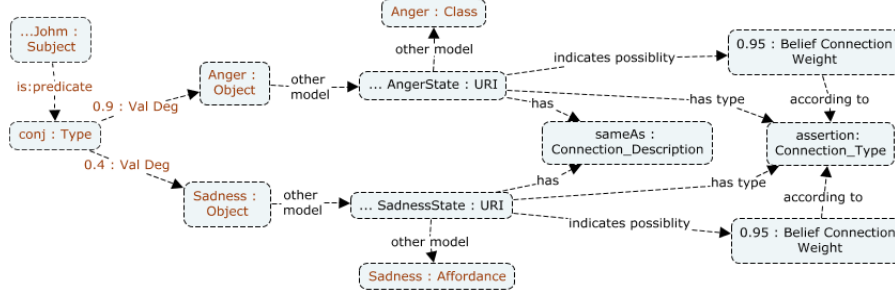 Anger : Class
...Johm :
Subject
other model
indicates possiblity
0.95 : Belief Connection
Weight
is:predicate
Anger :
Object
other
model
... AngerState : URI
0.9 : Val Deg
has
has type
according to
conj : Type
sameAs :
Connection_Description
assertion:
Connection_Type
0.4 : Val Deg
has
has type
according to
Sadness :
Object
other
model
... SadnessState : URI
indicates possiblity
0.95 : Belief Connection
Weight
other model
Sadness : Affordance